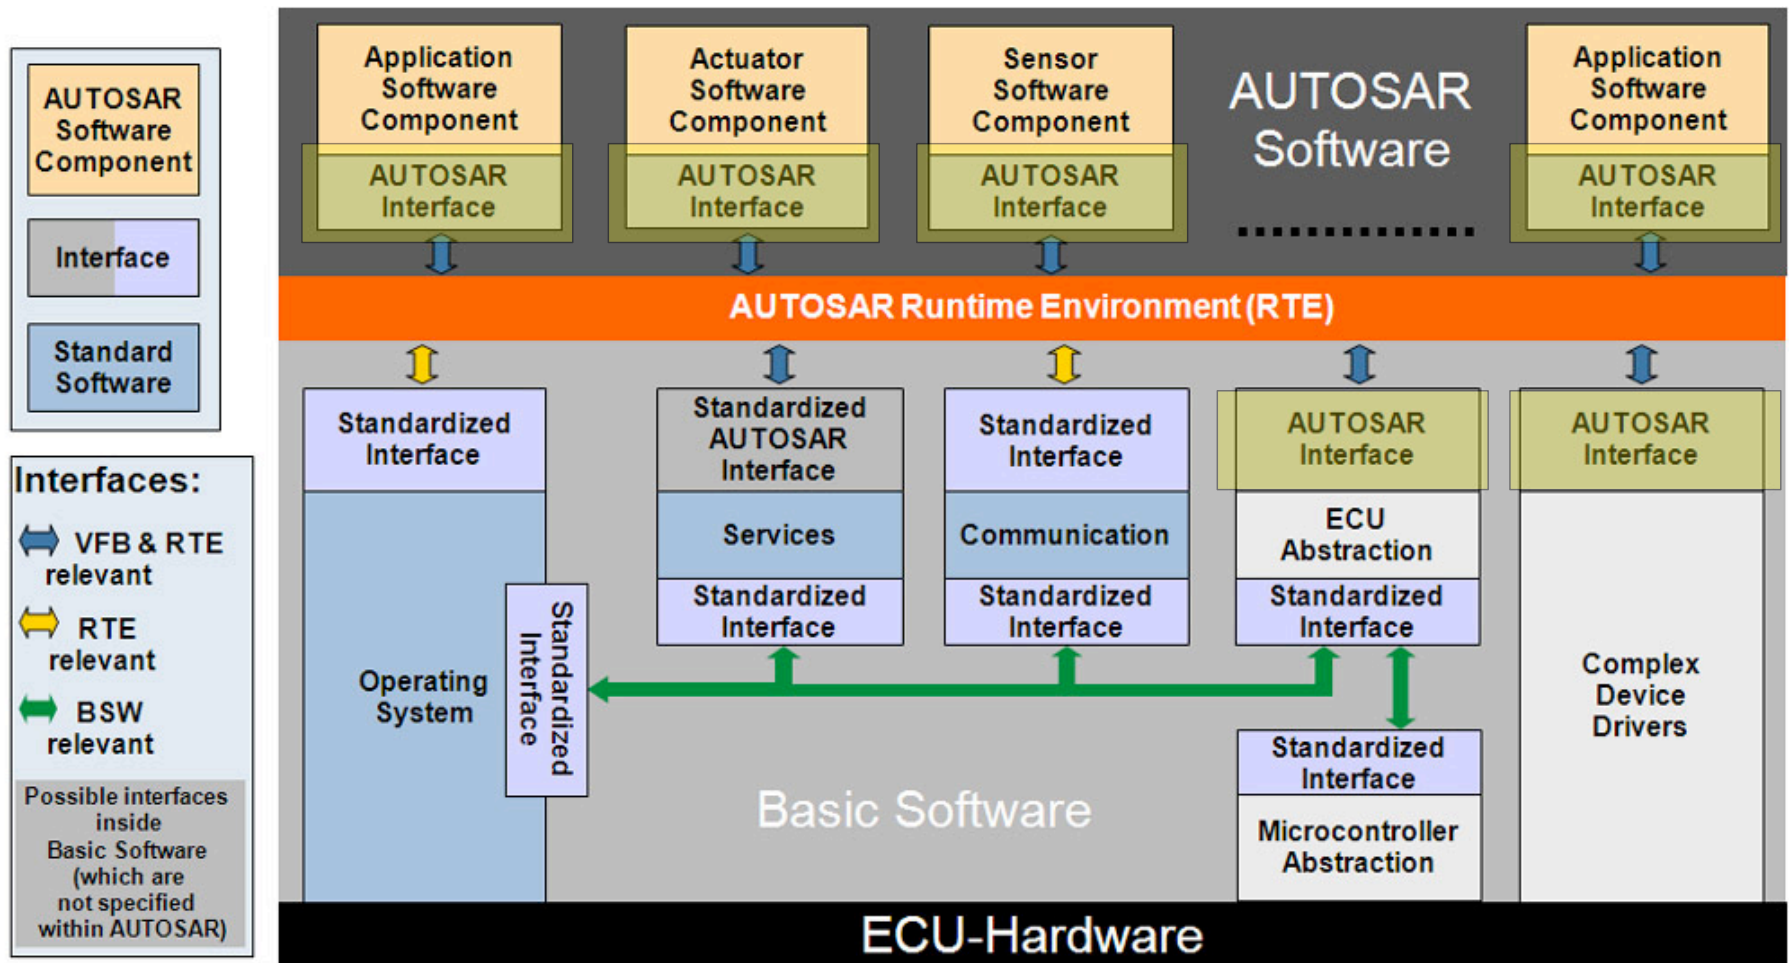 AUTOSAR
Software
Component
Interface
Standard
Software
Interfaces:
VFB & RTE
relevant
RTE
relevant
BSW
relevant
Possible interfaces
inside
Basic Software
(which are
not specified
within AUTOSAR)
Application
Software
Component
AUTOSAR
Interface
Actuator
Software
Component
AUTOSAR
Interface
Sensor
Software
Component
AUTOSAR
Interface
AUTOSAR
Software
...............
Application
Software
Component
AUTOSAR
Interface
AUTOSAR Runtime Environment (RTE)
Standardized
Interface
Operating
System
Standardized
Interface
Standardized
AUTOSAR
Interface
Services
Standardized
Interface
Standardized
Interface
Communication
Standardized
Interface
AUTOSAR
Interface
ECU
Abstraction
Standardized
Interface
Standardized
Interface
Microcontroller
Abstraction
AUTOSAR
Interface
Complex
Device
Drivers
Basic Software
ECU-Hardware